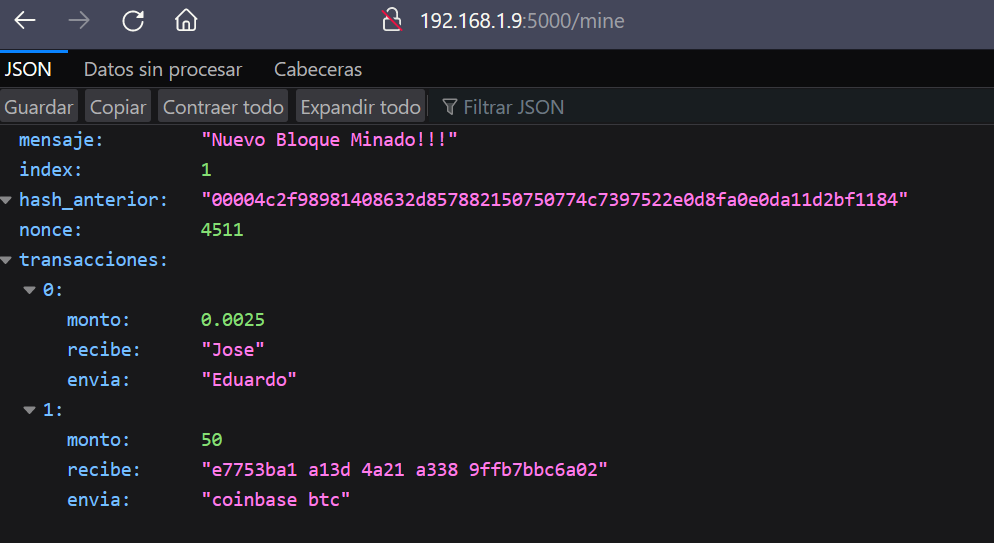 192.168.1.9:5000/mine
JSON Datos sin procesar Cabeceras
Guardar Copiar Contraer todo Expandir todo Filtrar JSON
mensaje: "Nuevo Bloque Minado!!!"
index: 1
hash_anterior: "00004c2f98981408632d857882150750774c7397522e0d8fa0e0da11d2bf1184"
nonce: 4511
transacciones:
0:
monto: 0.0025
recibe: "Jose"
envia: "Eduardo"
1:
monto: 50
recibe: "e7753ba1 a13d 4a21 a338 9ffb7bbc6a02"
envia: "coinbase btc"